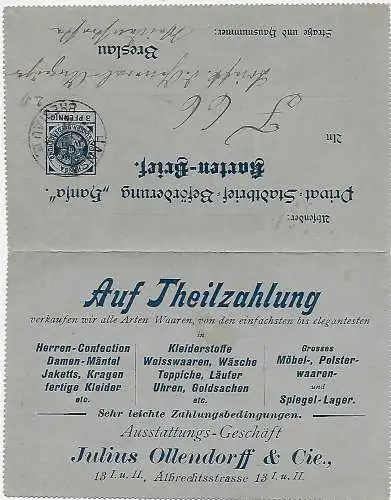 Absender:
Privat-Stadtbrief-Beförderung „Hansa“.
Karten-Brief.
An
F 66
Breslau
Straße und Hausnummer:
3 PFENNIG
Auf Theilzahlung
verkaufen wir alle Arten Waaren, von den einfachsten bis elegantesten
in
Herren-Confection
Damen-Mäntel
Jaketts, Kragen
fertige Kleider
etc.
Kleiderstoffe
Weisswaaren, Wäsche
Teppiche, Läufer
Uhren, Goldsachen
etc.
Grosses
Möbel-, Polster-
waaren-
und
Spiegel-Lager.
Sehr leichte Zahlungsbedingungen.
Ausstattungs-Geschäft
Julius Ollendorff & Cie.,
13 I. u. II, Albrechtsstrasse 13 I. u. II.